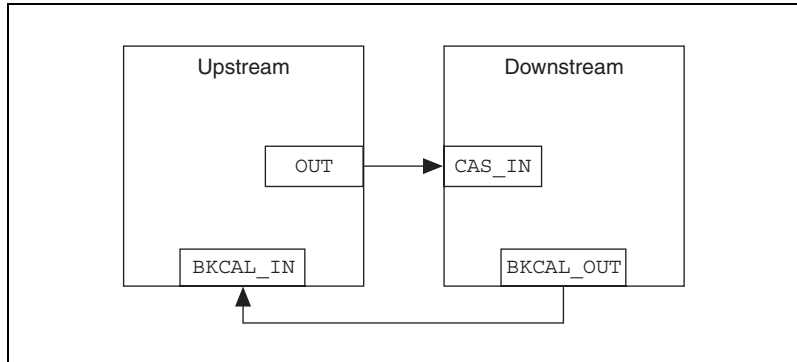 Upstream
Downstream
OUT
CAS_IN
BKCAL_IN
BKCAL_OUT